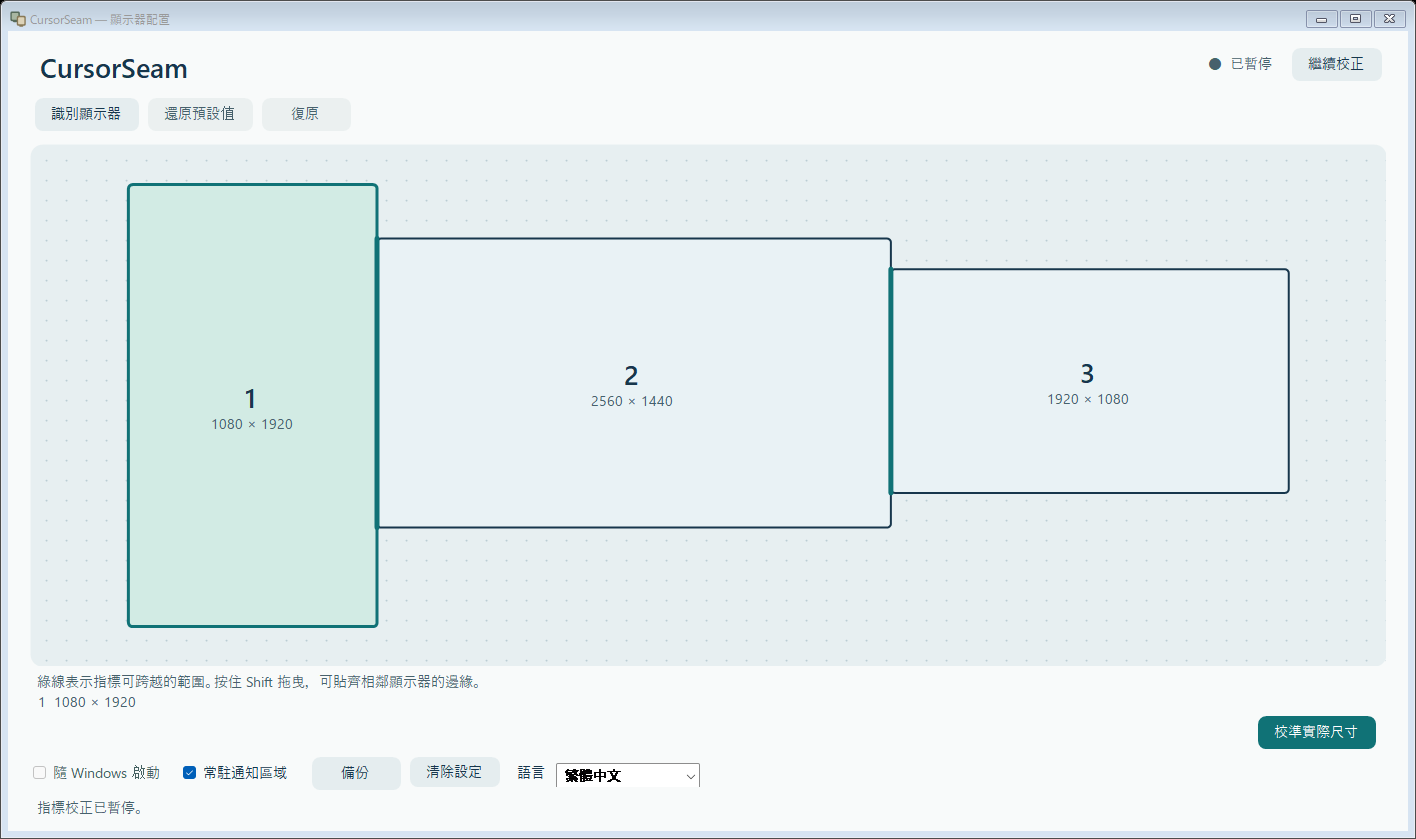 CursorSeam — 顯示器配置
CursorSeam
已暫停
繼續校正
識別顯示器
還原預設值
復原
1
1080 × 1920
2
2560 × 1440
3
1920 × 1080
綠線表示指標可跨越的範圍。按住 Shift 拖曳，可貼齊相鄰顯示器的邊緣。
1 1080 × 1920
校準實際尺寸
隨 Windows 啟動
常駐通知區域
備份
清除設定
語言
繁體中文
指標校正已暫停。